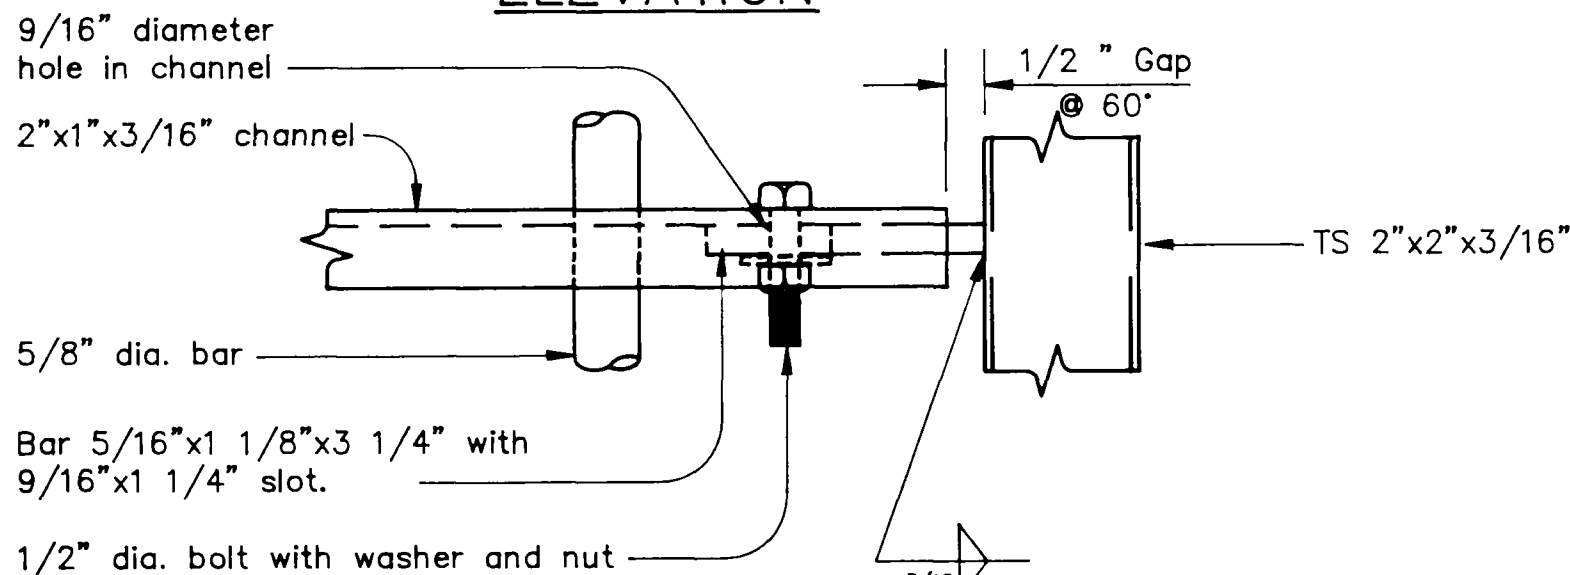 ELEVATION
9/16" diameter
hole in channel
1/2 " Gap
@ 60°
2"x1"x3/16" channel
TS 2"x2"x3/16"
5/8" dia. bar
Bar 5/16"x1 1/8"x3 1/4" with
9/16"x1 1/4" slot.
1/2" dia. bolt with washer and nut